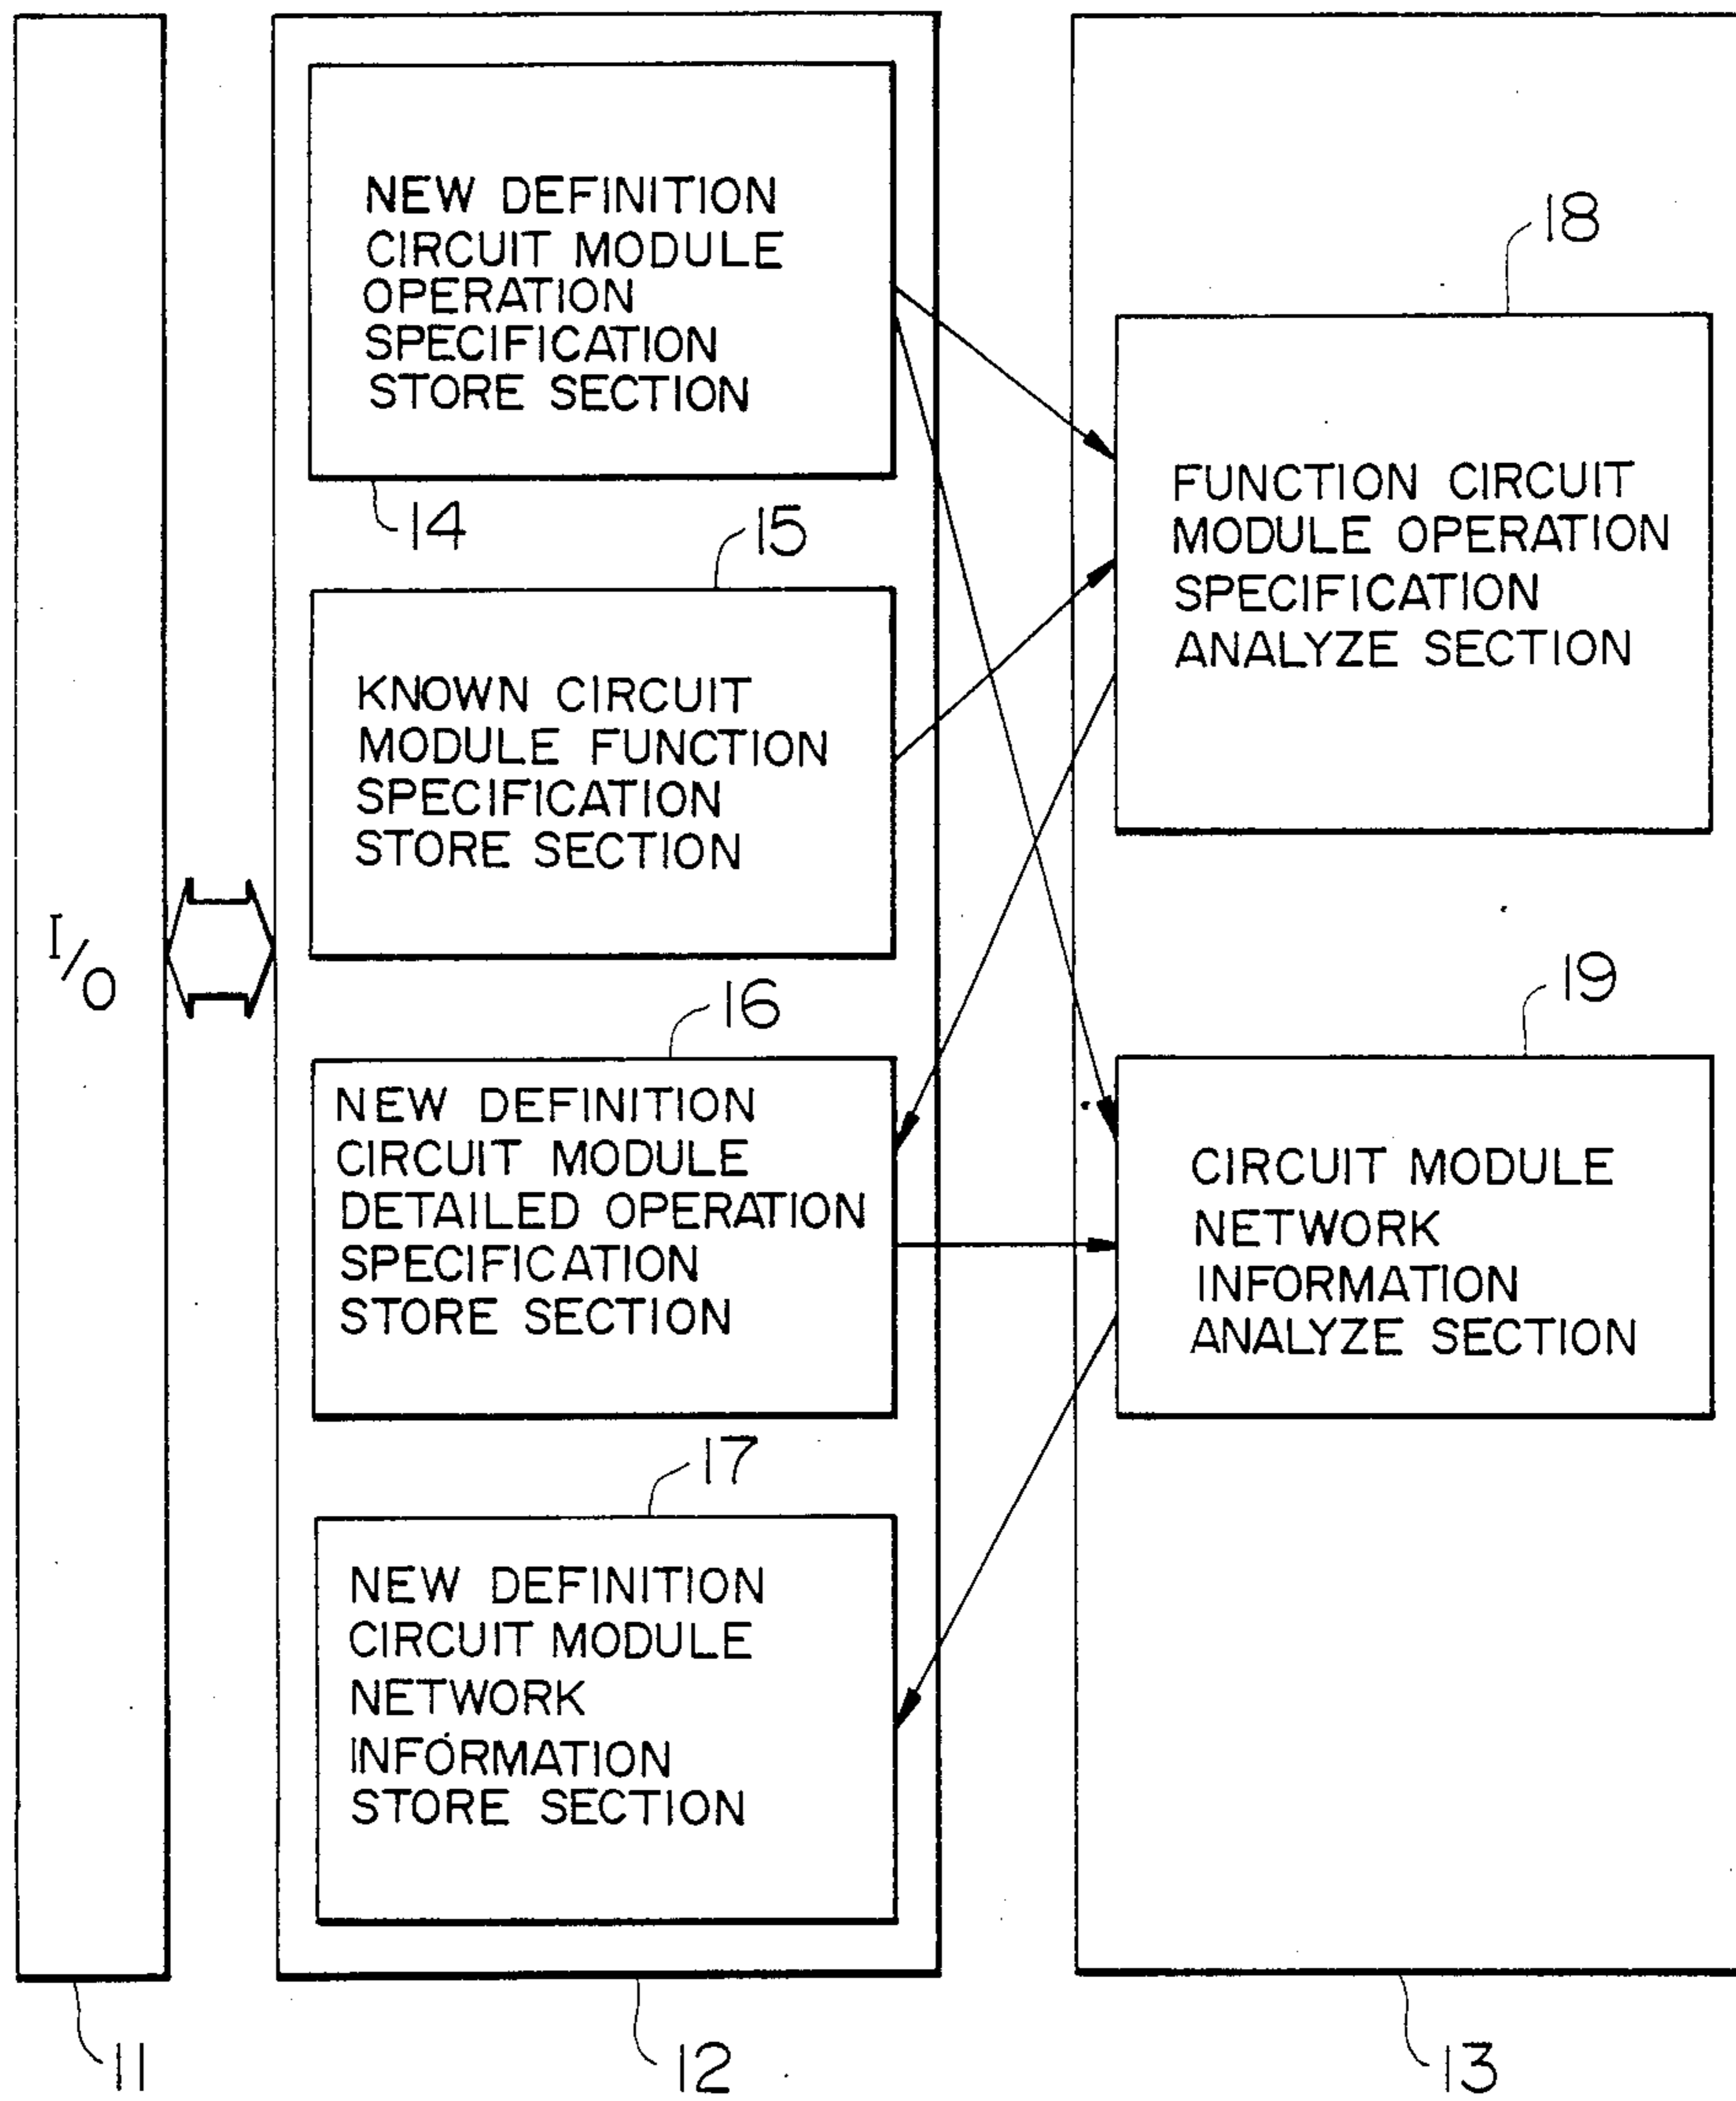 I/O
NEW DEFINITION
CIRCUIT MODULE
OPERATION
SPECIFICATION
STORE SECTION
14
15
KNOWN CIRCUIT
MODULE FUNCTION
SPECIFICATION
STORE SECTION
16
NEW DEFINITION
CIRCUIT MODULE
DETAILED OPERATION
SPECIFICATION
STORE SECTION
17
NEW DEFINITION
CIRCUIT MODULE
NETWORK
INFORMATION
STORE SECTION
18
FUNCTION CIRCUIT
MODULE OPERATION
SPECIFICATION
ANALYZE SECTION
19
CIRCUIT MODULE
NETWORK
INFORMATION
ANALYZE SECTION
11
12
13